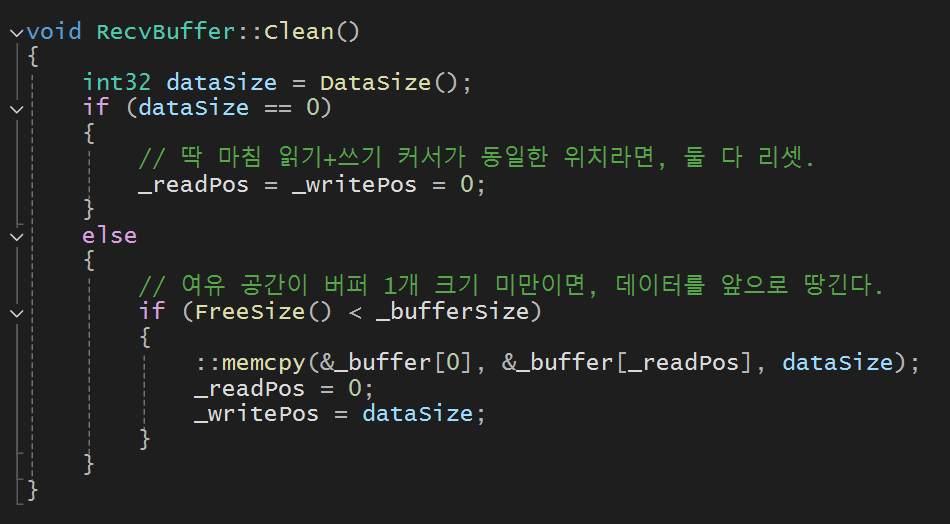 void RecvBuffer::Clean()
{
    int32 dataSize = DataSize();
    if (dataSize == 0)
    {
        // 딱 마침 읽기+쓰기 커서가 동일한 위치라면, 둘 다 리셋.
        _readPos = _writePos = 0;
    }
    else
    {
        // 여유 공간이 버퍼 1개 크기 미만이면, 데이터를 앞으로 땅긴다.
        if (FreeSize() < _bufferSize)
        {
            ::memcpy(&_buffer[0], &_buffer[_readPos], dataSize);
            _readPos = 0;
            _writePos = dataSize;
        }
    }
}